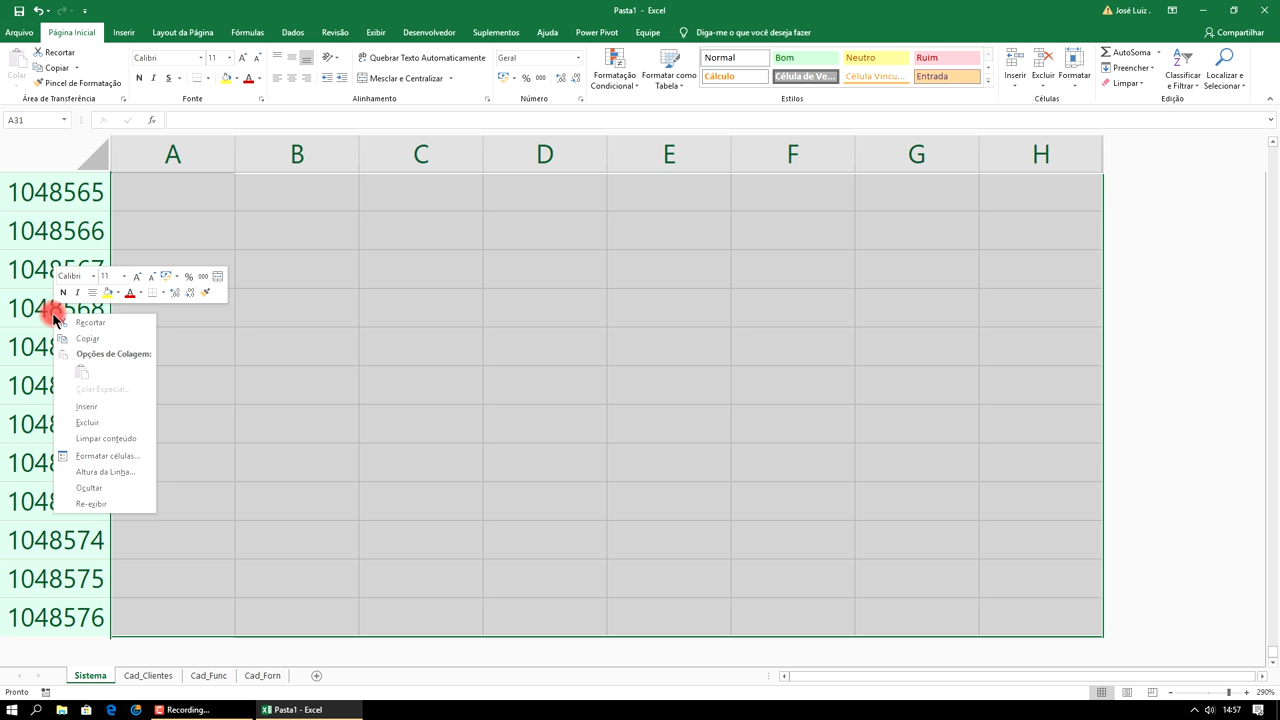 Pasta1 - Excel
José Luiz .
Arquivo Página Inicial Inserir Layout da Página Fórmulas Dados Revisão Exibir Desenvolvedor Suplementos Ajuda Power Pivot Equipe Diga-me o que você deseja fazer Compartilhar
Colar
Recortar
Copiar
Pincel de Formatação
Área de Transferência
Calibri 11
N I S
Fonte
Quebrar Texto Automaticamente
Mesclar e Centralizar
Alinhamento
Geral
% 000
Número
Formatação Condicional
Formatar como Tabela
Normal Bom Neutro Ruim
Cálculo Célula de Ve... Célula Vincu... Entrada
Estilos
Inserir Excluir Formatar
Células
AutoSoma
Preencher
Limpar
Classificar e Filtrar
Localizar e Selecionar
Edição
A31 fx
A B C D E F G H
1048565
1048566
1048567
Calibri 11 % 000
N I A
1048568
Recortar
Copiar
Opções de Colagem:
Colar Especial...
Inserir
Excluir
Limpar conteúdo
Formatar células...
Altura da Linha...
Ocultar
Re-exibir
1048574
1048575
1048576
Sistema Cad_Clientes Cad_Func Cad_Forn
Pronto 290%
Recording... Pasta1 - Excel 14:57